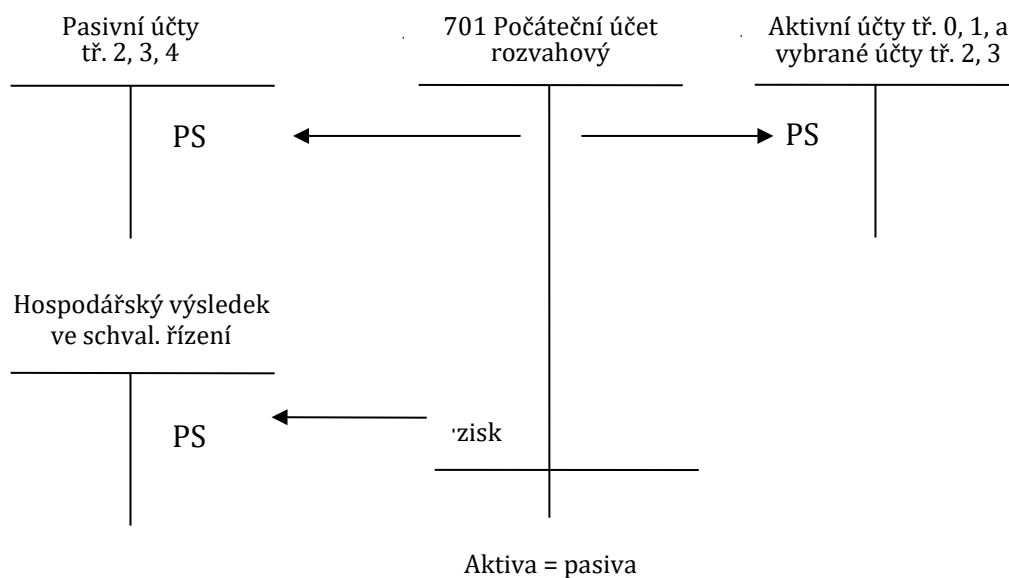 Pasivní účty
tř. 2, 3, 4
701 Počáteční účet
rozvahový
Aktivní účty tř. 0, 1, a
vybrané účty tř. 2, 3
PS
PS
Hospodářský výsledek
ve schval. řízení
PS
zisk
Aktiva = pasiva